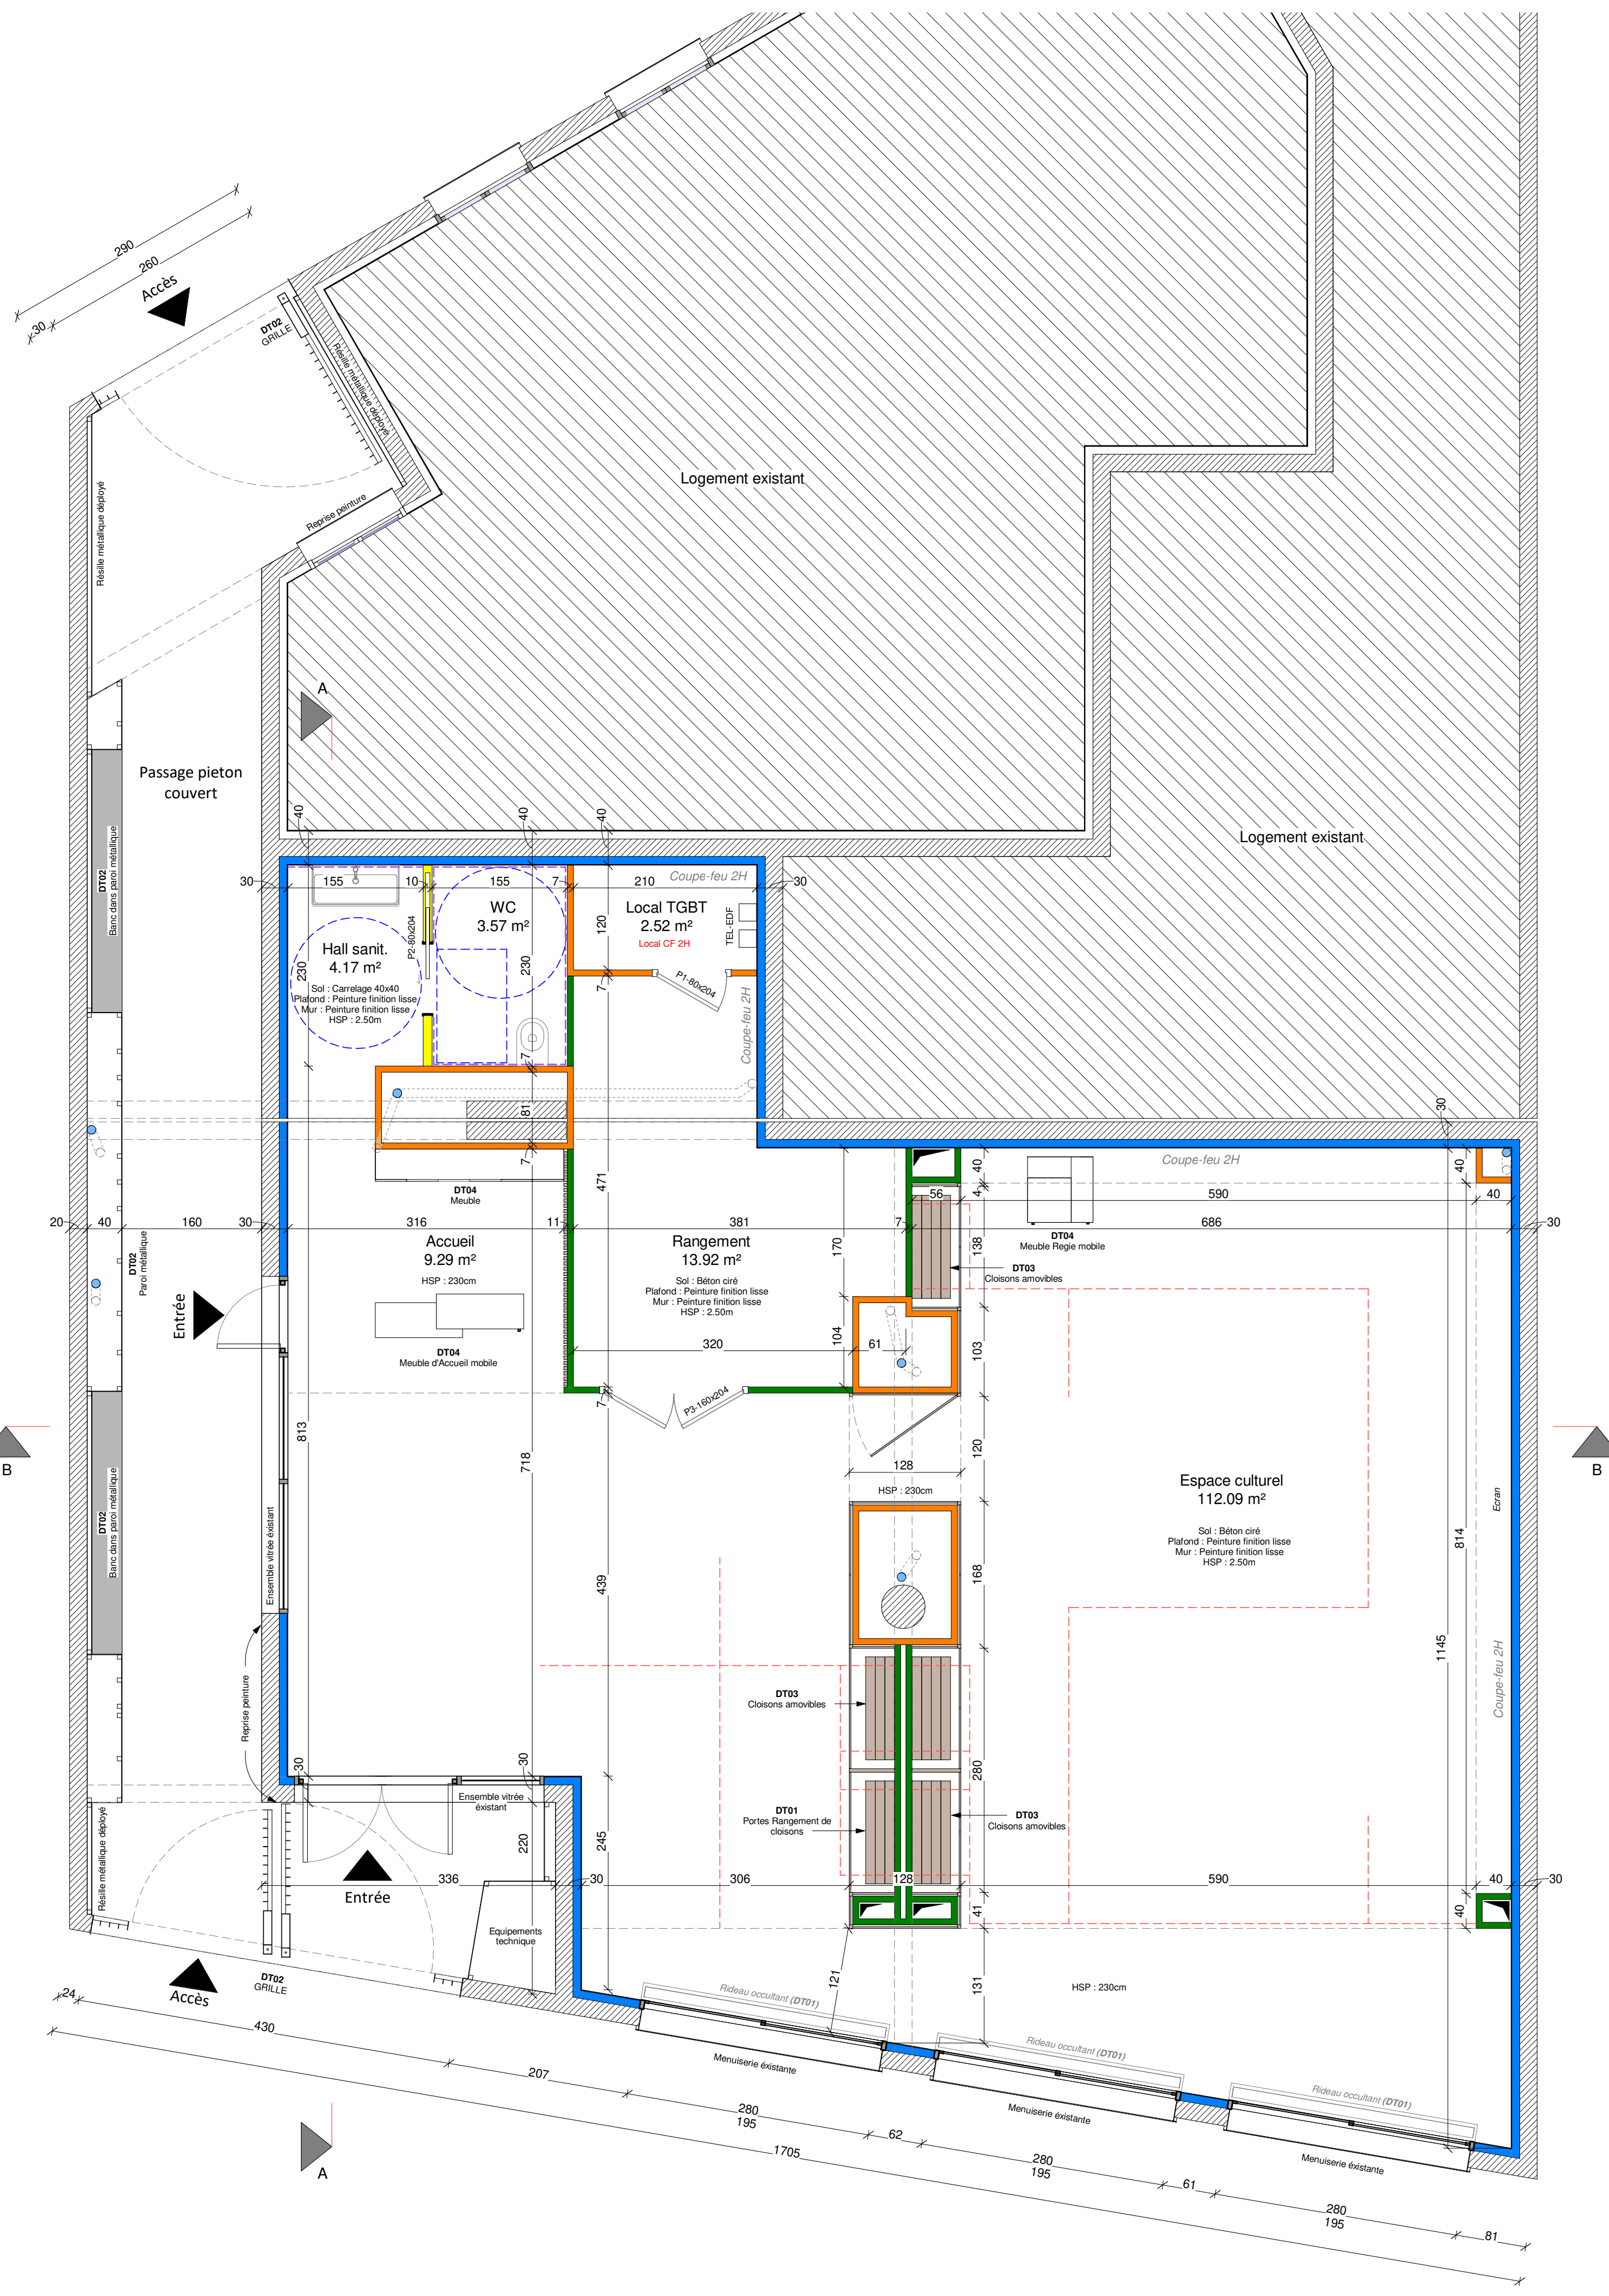 290
260
30
Accès
DT02
GRILLE
Résille métallique déployé
Résille métallique déployé
Reprise peinture
Logement existant
A
Passage pieton
couvert
Logement existant
DT02
Banc dans paroi métallique
40
40
40
30
155
10
155
7
210
Coupe-feu 2H
30
WC
3.57 m²
Local TGBT
2.52 m²
Local CF 2H
TEL-EDF
120
P2-80x204
Hall sanit.
4.17 m²
Sol : Carrelage 40x40
Plafond : Peinture finition lisse
Mur : Peinture finition lisse
HSP : 2.50m
230
230
7
P1-80x204
Coupe-feu 2H
7
81
7
30
471
DT04
Meuble
Coupe-feu 2H
40
4
40
56
590
40
20
40
160
30
316
11
381
7
686
30
DT02
Paroi métallique
Accueil
9.29 m²
HSP : 230cm
Rangement
13.92 m²
Sol : Béton ciré
Plafond : Peinture finition lisse
Mur : Peinture finition lisse
HSP : 2.50m
170
138
DT04
Meuble Regie mobile
DT03
Cloisons amovibles
Entrée
DT04
Meuble d'Accueil mobile
320
104
61
103
7
P3-160x204
813
718
120
128
HSP : 230cm
B
B
Espace culturel
112.09 m²
Sol : Béton ciré
Plafond : Peinture finition lisse
Mur : Peinture finition lisse
HSP : 2.50m
Ecran
814
DT02
Banc dans paroi métallique
Ensemble vitrée éxistant
439
168
1145
Coupe-feu 2H
Reprise peinture
DT03
Cloisons amovibles
30
30
280
Ensemble vitrée
éxistant
DT01
Portes Rangement de
cloisons
DT03
Cloisons amovibles
Résille métallique déployé
220
245
336
30
306
128
590
40
30
Entrée
41
40
Equipements
technique
DT02
GRILLE
Accès
121
131
HSP : 230cm
Rideau occultant (DT01)
Rideau occultant (DT01)
Rideau occultant (DT01)
Menuiserie éxistante
Menuiserie éxistante
Menuiserie éxistante
24
430
207
280
195
62
280
195
61
280
195
81
1705
A